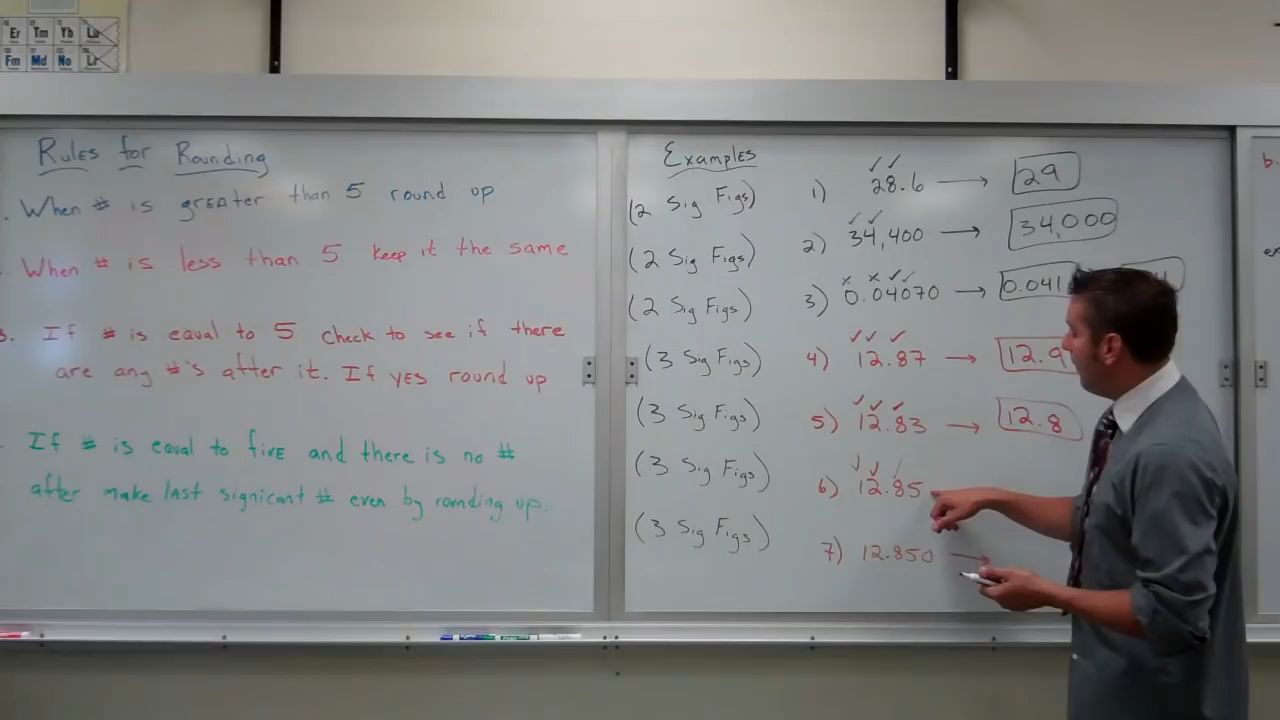 Er Tm Yb Lu
Fm Md No Lr
Rules for Rounding
. When # is greater than 5 round up
When # is less than 5 keep it the same
3. If # is equal to 5 check to see if there
are any #'s after it. If yes round up
If # is equal to five and there is no #
after make last signicant # even by rounding up.
Examples
(2 Sig Figs) 1) 28.6 → 29
(2 Sig Figs) 2) 34,400 → 34,000
(2 Sig Figs) 3) 0.04070 → 0.041
(3 Sig Figs) 4) 12.87 → 12.9
(3 Sig Figs) 5) 12.83 → 12.8
(3 Sig Figs) 6) 12.85
(3 Sig Figs) 7) 12.850 →
b.